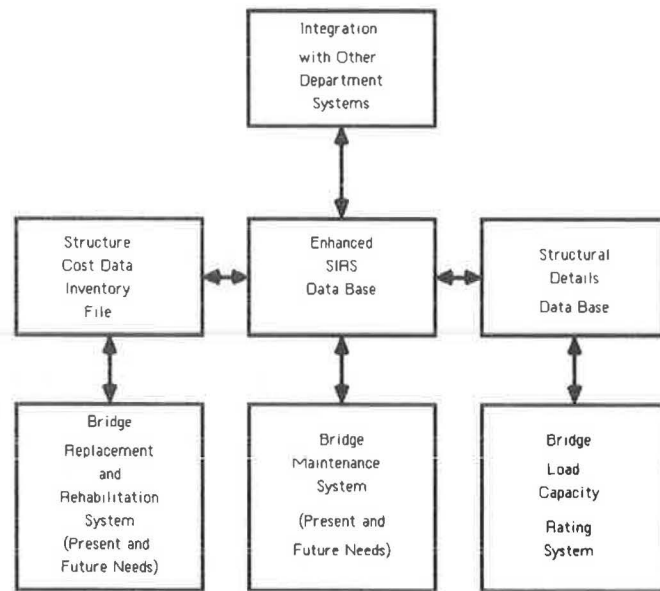 Integration
with Other
Department
Systems
Structure
Cost Data
Inventory
File
Enhanced
SIRS
Data Base
Structural
Details
Data Base
Bridge
Replacement
and
Rehabilitation
System
(Present and
Future Needs)
Bridge
Maintenance
System
(Present and
Future Needs)
Bridge
Load
Capacity
Rating
System